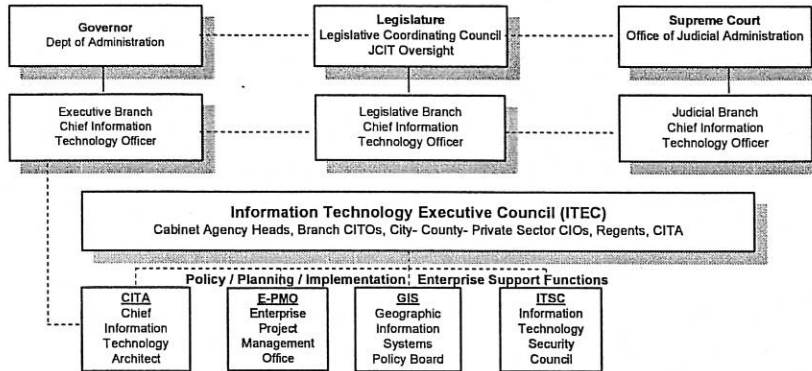 Governor
Dept of Administration
Legislature
Legislative Coordinating Council
JCIT Oversight
Supreme Court
Office of Judicial Administration
Executive Branch
Chief Information
Technology Officer
Legislative Branch
Chief Information
Technology Officer
Judicial Branch
Chief Information
Technology Officer
Information Technology Executive Council (ITEC)
Cabinet Agency Heads, Branch CITOs, City- County- Private Sector CIOs, Regents, CITA
Policy / Planning / Implementation Enterprise Support Functions
CITA
Chief
Information
Technology
Architect
E-PMO
Enterprise
Project
Management
Office
GIS
Geographic
Information
Systems
Policy Board
ITSC
Information
Technology
Security
Council